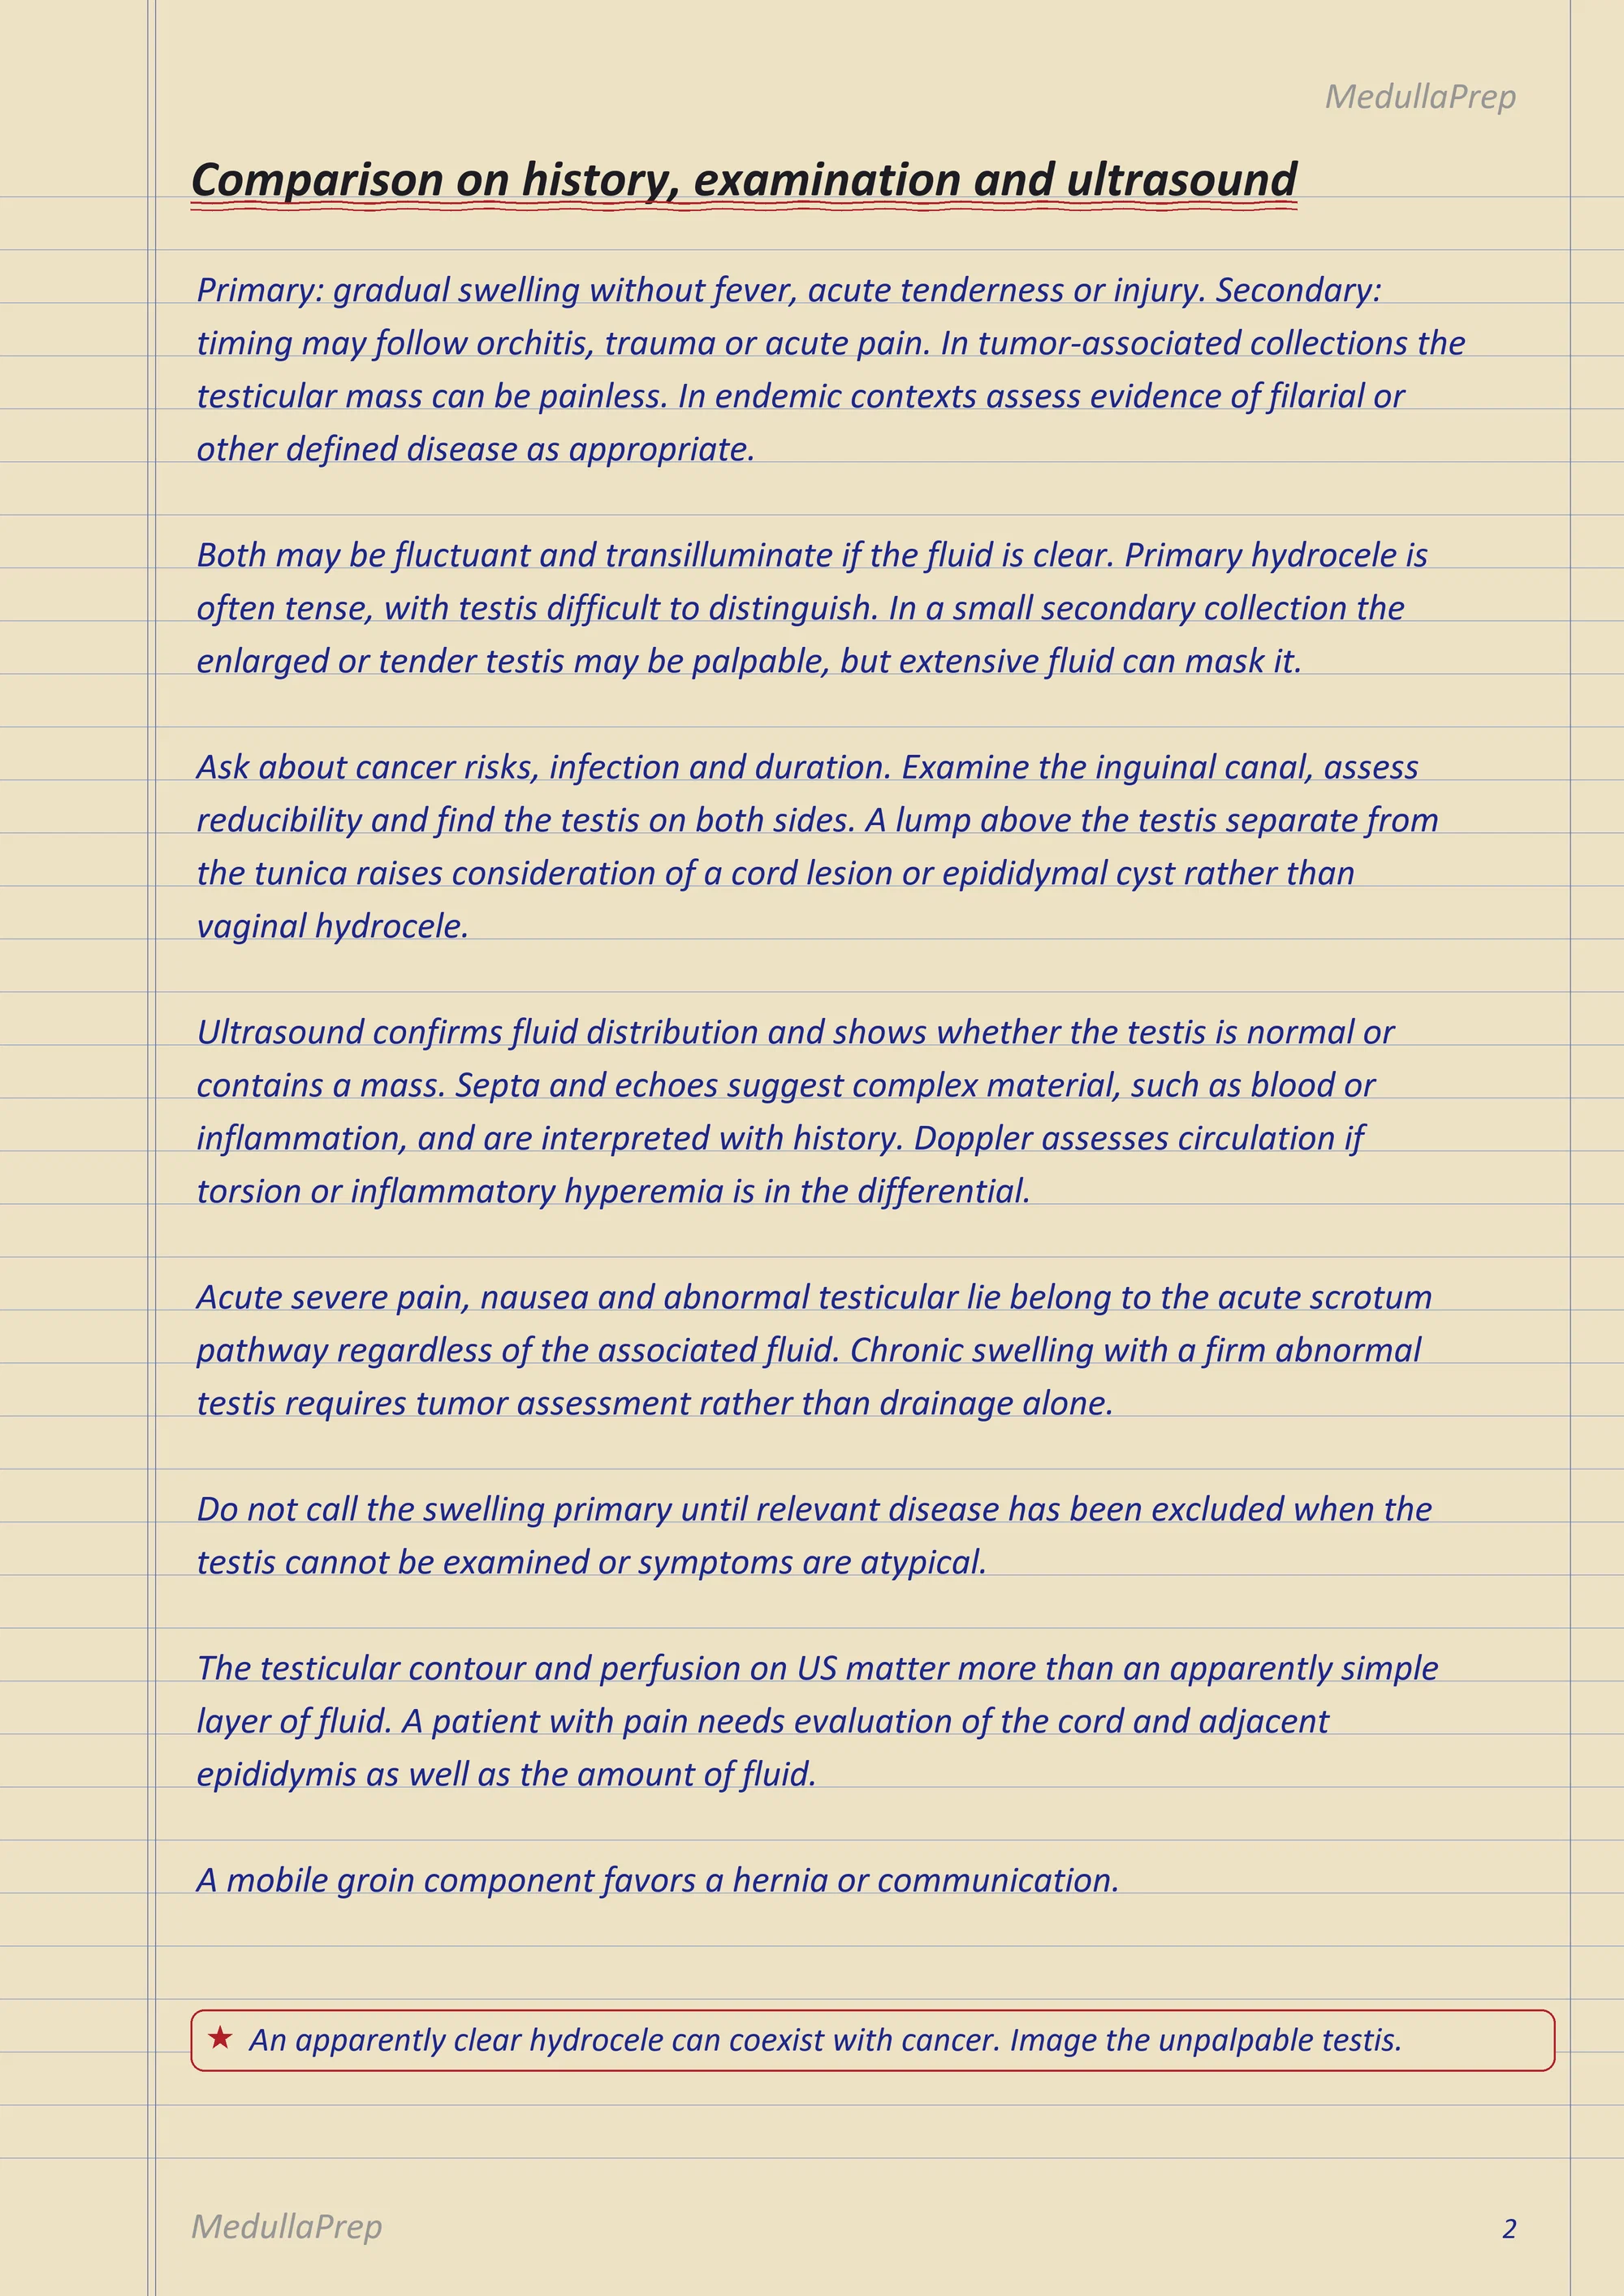 MedullaPrep
Comparison on history, examination and ultrasound
Primary: gradual swelling without fever, acute tenderness or injury. Secondary:
timing may follow orchitis, trauma or acute pain. In tumor-associated collections the
testicular mass can be painless. In endemic contexts assess evidence of filarial or
other defined disease as appropriate.
Both may be fluctuant and transilluminate if the fluid is clear. Primary hydrocele is
often tense, with testis difficult to distinguish. In a small secondary collection the
enlarged or tender testis may be palpable, but extensive fluid can mask it.
Ask about cancer risks, infection and duration. Examine the inguinal canal, assess
reducibility and find the testis on both sides. A lump above the testis separate from
the tunica raises consideration of a cord lesion or epididymal cyst rather than
vaginal hydrocele.
Ultrasound confirms fluid distribution and shows whether the testis is normal or
contains a mass. Septa and echoes suggest complex material, such as blood or
inflammation, and are interpreted with history. Doppler assesses circulation if
torsion or inflammatory hyperemia is in the differential.
Acute severe pain, nausea and abnormal testicular lie belong to the acute scrotum
pathway regardless of the associated fluid. Chronic swelling with a firm abnormal
testis requires tumor assessment rather than drainage alone.
Do not call the swelling primary until relevant disease has been excluded when the
testis cannot be examined or symptoms are atypical.
The testicular contour and perfusion on US matter more than an apparently simple
layer of fluid. A patient with pain needs evaluation of the cord and adjacent
epididymis as well as the amount of fluid.
A mobile groin component favors a hernia or communication.
★ An apparently clear hydrocele can coexist with cancer. Image the unpalpable testis.
MedullaPrep
2